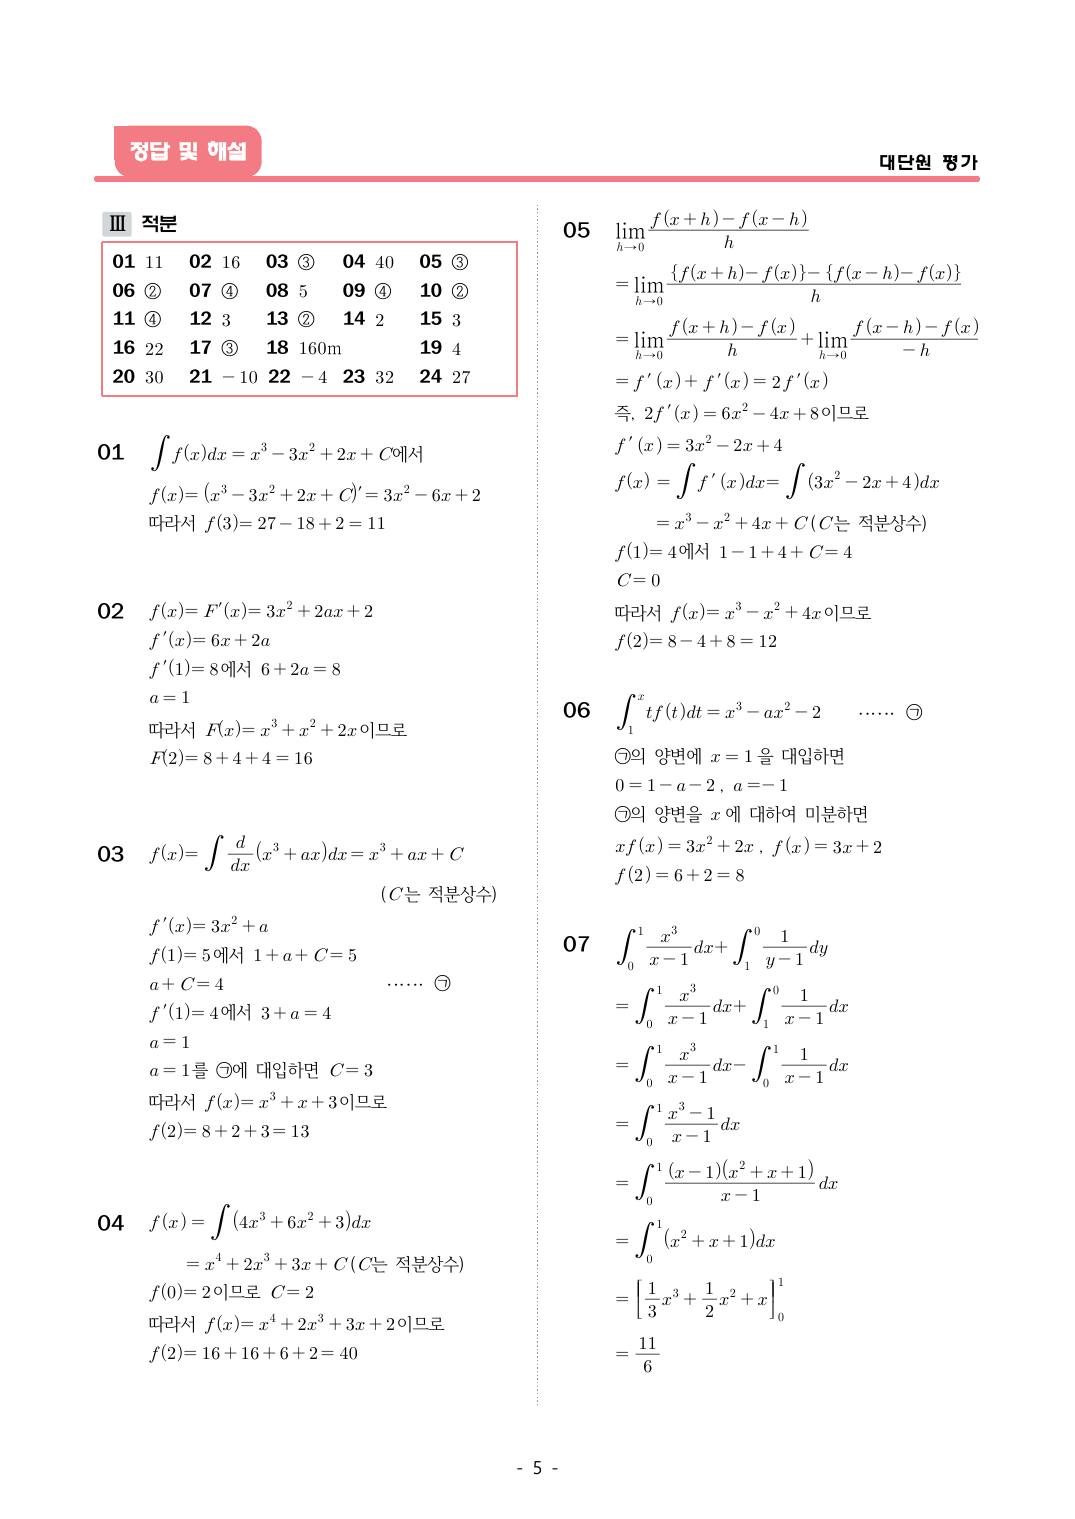 정답 및 해설
대단원 평가
Ⅲ 적분
01 11 02 16 03 ③ 04 40 05 ③
06 ② 07 ④ 08 5 09 ④ 10 ②
11 ④ 12 3 13 ② 14 2 15 3
16 22 17 ③ 18 160m 19 4
20 30 21 −10 22 −4 23 32 24 27
01 ∫f(x)dx = x³ − 3x² + 2x + C에서
f(x) = (x³ − 3x² + 2x + C)′ = 3x² − 6x + 2
따라서 f(3) = 27 − 18 + 2 = 11
02 f(x) = F′(x) = 3x² + 2ax + 2
f′(x) = 6x + 2a
f′(1) = 8에서 6 + 2a = 8
a = 1
따라서 F(x) = x³ + x² + 2x이므로
F(2) = 8 + 4 + 4 = 16
03 f(x) = ∫ d/dx (x³ + ax)dx = x³ + ax + C
(C는 적분상수)
f′(x) = 3x² + a
f(1) = 5에서 1 + a + C = 5
a + C = 4 …… ㉠
f′(1) = 4에서 3 + a = 4
a = 1
a = 1를 ㉠에 대입하면 C = 3
따라서 f(x) = x³ + x + 3이므로
f(2) = 8 + 2 + 3 = 13
04 f(x) = ∫(4x³ + 6x² + 3)dx
= x⁴ + 2x³ + 3x + C (C는 적분상수)
f(0) = 2이므로 C = 2
따라서 f(x) = x⁴ + 2x³ + 3x + 2이므로
f(2) = 16 + 16 + 6 + 2 = 40
05 lim_{h→0} {f(x+h) − f(x−h)}/h
= lim_{h→0} [{f(x+h) − f(x)} − {f(x−h) − f(x)}]/h
= lim_{h→0} {f(x+h) − f(x)}/h + lim_{h→0} {f(x−h) − f(x)}/(−h)
= f′(x) + f′(x) = 2f′(x)
즉, 2f′(x) = 6x² − 4x + 8이므로
f′(x) = 3x² − 2x + 4
f(x) = ∫f′(x)dx = ∫(3x² − 2x + 4)dx
= x³ − x² + 4x + C (C는 적분상수)
f(1) = 4에서 1 − 1 + 4 + C = 4
C = 0
따라서 f(x) = x³ − x² + 4x이므로
f(2) = 8 − 4 + 8 = 12
06 ∫₁ˣ tf(t)dt = x³ − ax² − 2 …… ㉠
㉠의 양변에 x = 1을 대입하면
0 = 1 − a − 2, a = −1
㉠의 양변을 x에 대하여 미분하면
xf(x) = 3x² + 2x, f(x) = 3x + 2
f(2) = 6 + 2 = 8
07 ∫₀¹ x³/(x−1) dx + ∫₁⁰ 1/(y−1) dy
= ∫₀¹ x³/(x−1) dx + ∫₁⁰ 1/(x−1) dx
= ∫₀¹ x³/(x−1) dx − ∫₀¹ 1/(x−1) dx
= ∫₀¹ (x³−1)/(x−1) dx
= ∫₀¹ (x−1)(x²+x+1)/(x−1) dx
= ∫₀¹ (x² + x + 1)dx
= [1/3 x³ + 1/2 x² + x]₀¹
= 11/6
- 5 -